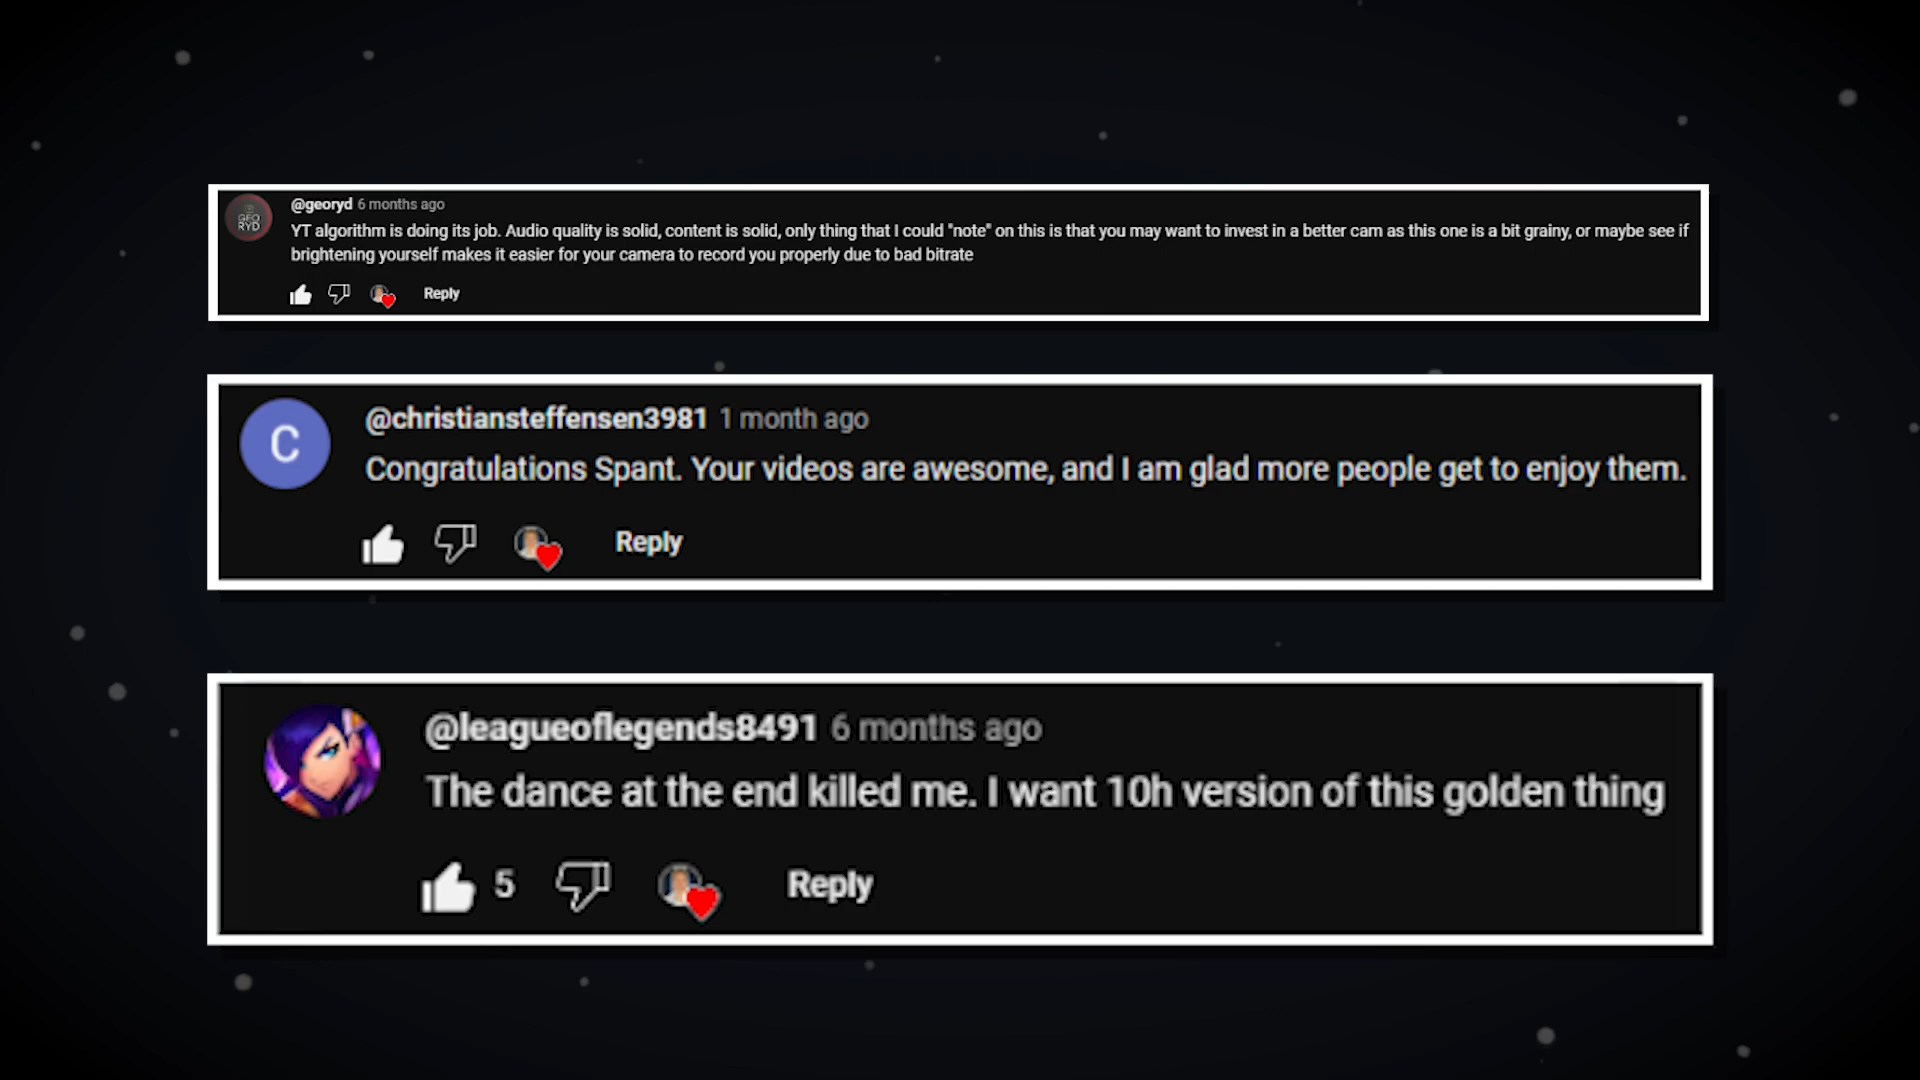 GEO
RYD
@georyd 6 months ago
YT algorithm is doing its job. Audio quality is solid, content is solid, only thing that I could "note" on this is that you may want to invest in a better cam as this one is a bit grainy, or maybe see if
brightening yourself makes it easier for your camera to record you properly due to bad bitrate
Reply
C
@christiansteffensen3981 1 month ago
Congratulations Spant. Your videos are awesome, and I am glad more people get to enjoy them.
Reply
@leagueoflegends8491 6 months ago
The dance at the end killed me. I want 10h version of this golden thing
5 Reply